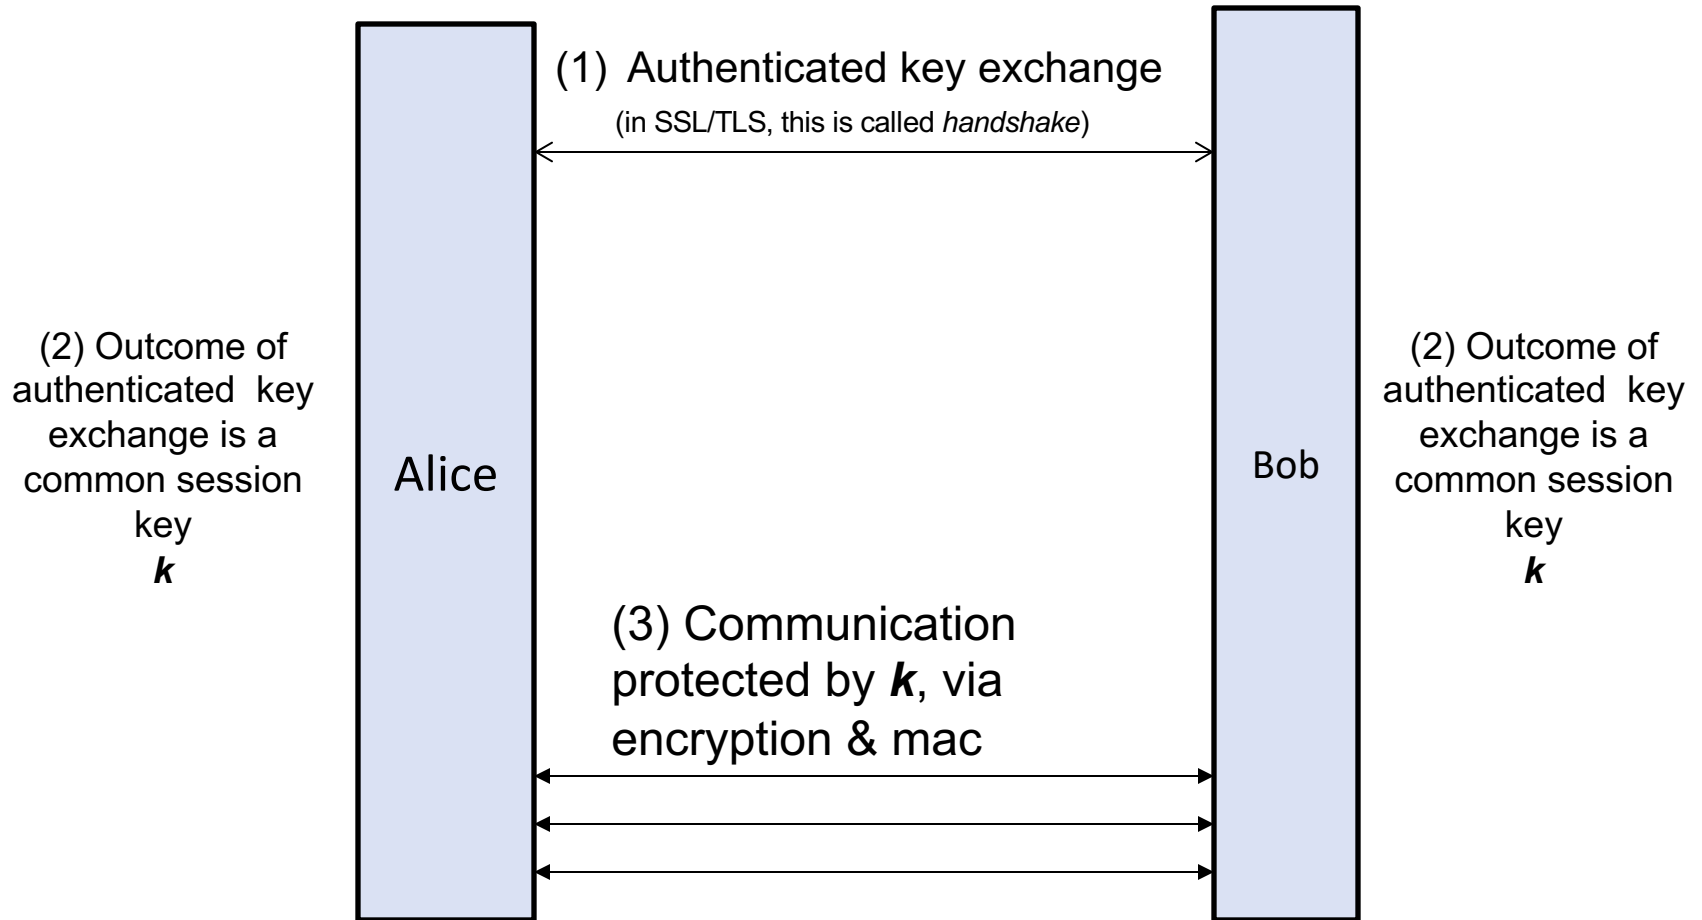 (1) Authenticated key exchange
(in SSL/TLS, this is called handshake)
(2) Outcome of
authenticated key
exchange is a
common session
key
k
Alice
Bob
(2) Outcome of
authenticated key
exchange is a
common session
key
k
(3) Communication
protected by k, via
encryption & mac